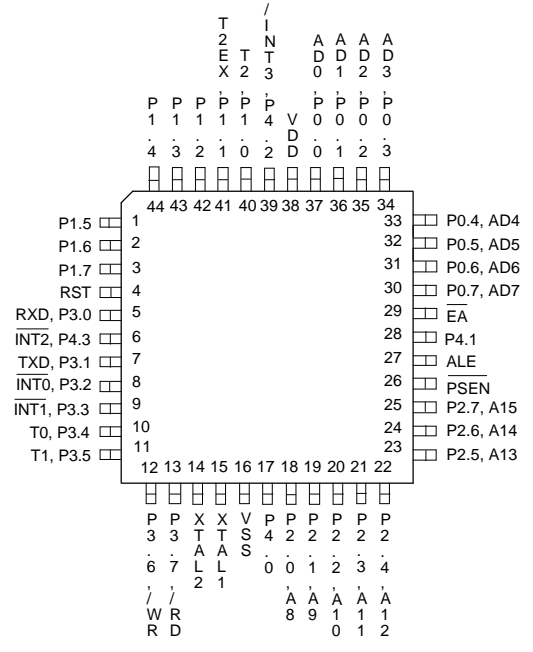 P1.4
P1.3
P1.2
T2EX,P1.1
T2,P1.0
/INT3,P4.2
VDD
AD0,P0.0
AD1,P0.1
AD2,P0.2
AD3,P0.3
44 43 42 41 40 39 38 37 36 35 34
P1.5 1
P1.6 2
P1.7 3
RST 4
RXD, P3.0 5
INT2, P4.3 6
TXD, P3.1 7
INT0, P3.2 8
INT1, P3.3 9
T0, P3.4 10
T1, P3.5 11
33 P0.4, AD4
32 P0.5, AD5
31 P0.6, AD6
30 P0.7, AD7
29 EA
28 P4.1
27 ALE
26 PSEN
25 P2.7, A15
24 P2.6, A14
23 P2.5, A13
12 13 14 15 16 17 18 19 20 21 22
P3.6,/WR
P3.7,/RD
XTAL2
XTAL1
VSS
P4.0
P2.0,A8
P2.1,A9
P2.2,A10
P2.3,A11
P2.4,A12